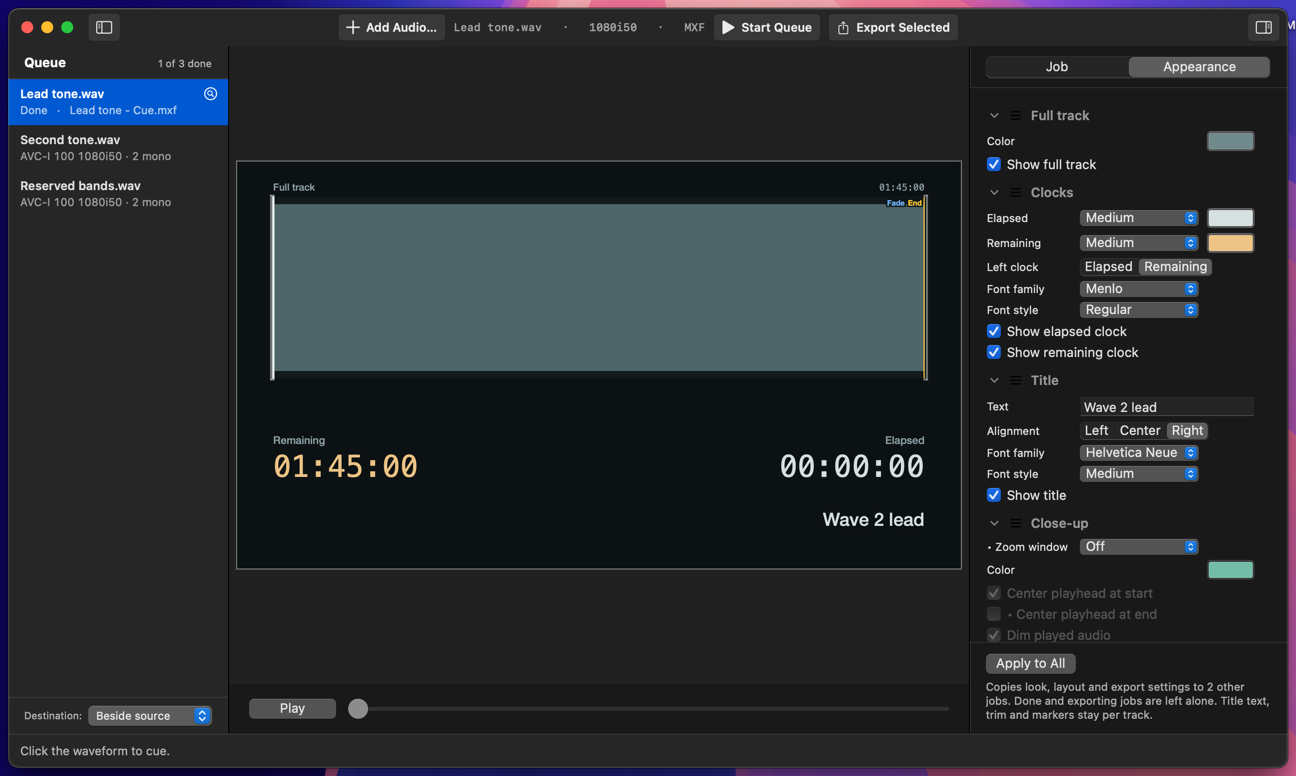 Add Audio...
Lead tone.wav · 1080i50 · MXF
Start Queue
Export Selected
M
Queue
1 of 3 done
Lead tone.wav
Done · Lead tone - Cue.mxf
Second tone.wav
AVC-I 100 1080i50 · 2 mono
Reserved bands.wav
AVC-I 100 1080i50 · 2 mono
Destination: Beside source
Click the waveform to cue.
Full track
01:45:00
Fade End
Remaining
01:45:00
Elapsed
00:00:00
Wave 2 lead
Play
Job
Appearance
Full track
Color
Show full track
Clocks
Elapsed Medium
Remaining Medium
Left clock Elapsed Remaining
Font family Menlo
Font style Regular
Show elapsed clock
Show remaining clock
Title
Text Wave 2 lead
Alignment Left Center Right
Font family Helvetica Neue
Font style Medium
Show title
Close-up
• Zoom window Off
Color
Center playhead at start
• Center playhead at end
Dim played audio
Apply to All
Copies look, layout and export settings to 2 other
jobs. Done and exporting jobs are left alone. Title text,
trim and markers stay per track.